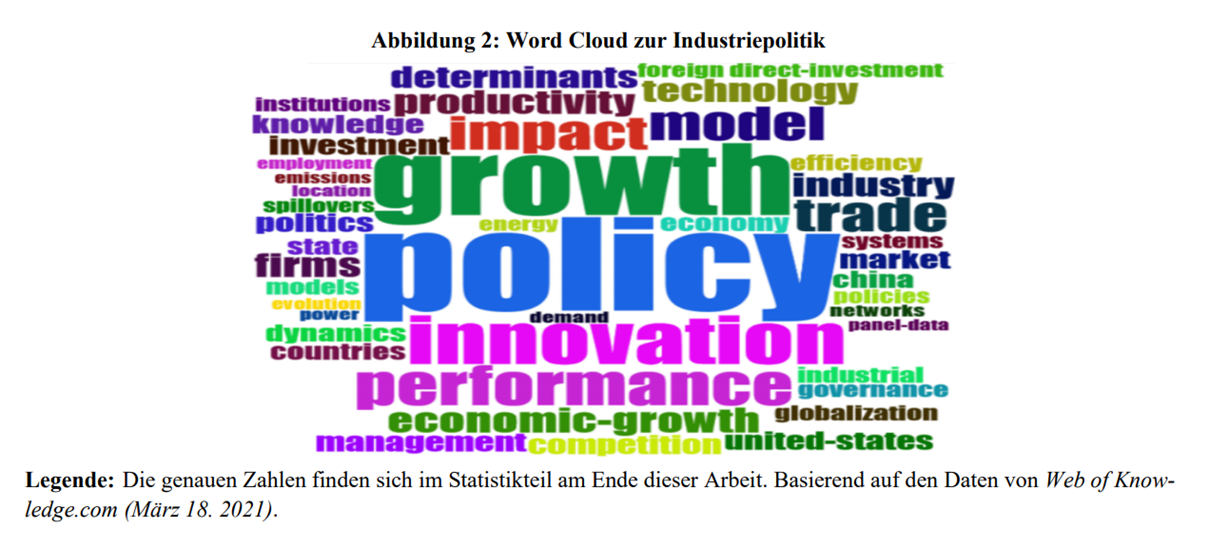 Abbildung 2: Word Cloud zur Industriepolitik
determinants foreign direct-investment
institutions productivity technology
knowledge impact model
investment growth efficiency
employment
emissions industry
location trade
spillovers energy economy
politics policy systems
state market
firms china
models policies
evolution networks
power demand panel-data
dynamics innovation
countries industrial
performance governance
economic-growth globalization
management competition united-states
Legende: Die genauen Zahlen finden sich im Statistikteil am Ende dieser Arbeit. Basierend auf den Daten von Web of Know-
ledge.com (März 18. 2021).